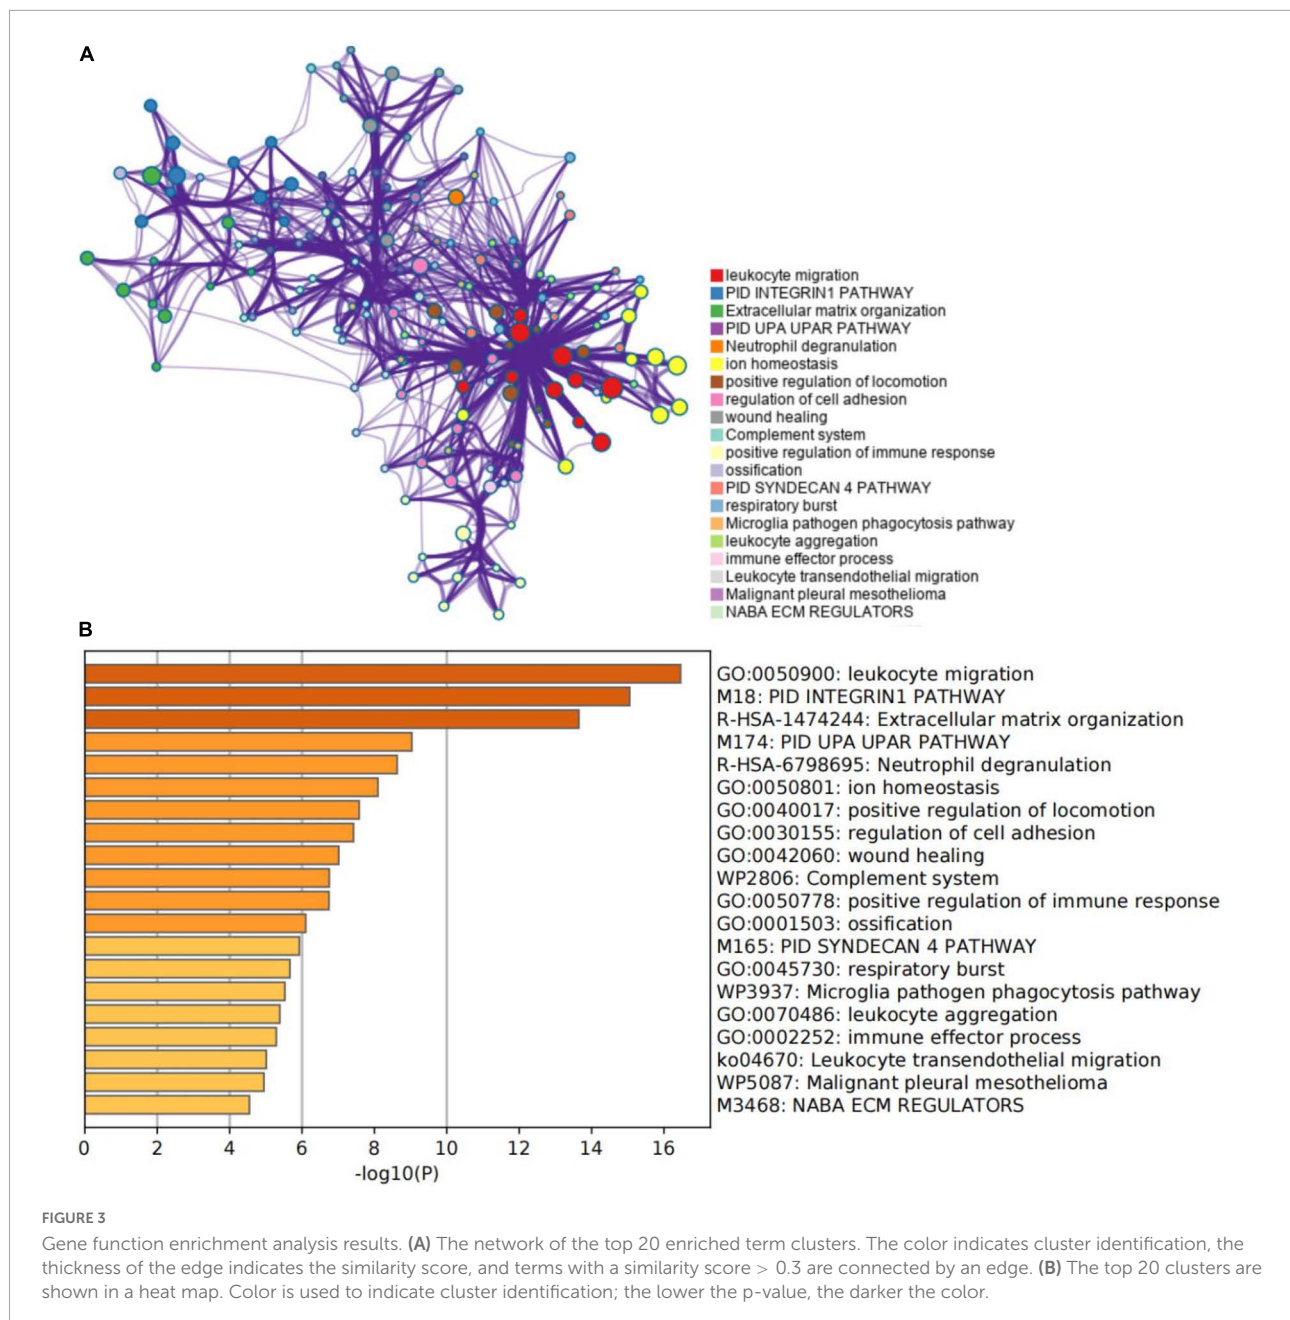 A
leukocyte migration
PID INTEGRIN1 PATHWAY
Extracellular matrix organization
PID UPA UPAR PATHWAY
Neutrophil degranulation
ion homeostasis
positive regulation of locomotion
regulation of cell adhesion
wound healing
Complement system
positive regulation of immune response
ossification
PID SYNDECAN 4 PATHWAY
respiratory burst
Microglia pathogen phagocytosis pathway
leukocyte aggregation
immune effector process
Leukocyte transendothelial migration
Malignant pleural mesothelioma
NABA ECM REGULATORS
B
GO:0050900: leukocyte migration
M18: PID INTEGRIN1 PATHWAY
R-HSA-1474244: Extracellular matrix organization
M174: PID UPA UPAR PATHWAY
R-HSA-6798695: Neutrophil degranulation
GO:0050801: ion homeostasis
GO:0040017: positive regulation of locomotion
GO:0030155: regulation of cell adhesion
GO:0042060: wound healing
WP2806: Complement system
GO:0050778: positive regulation of immune response
GO:0001503: ossification
M165: PID SYNDECAN 4 PATHWAY
GO:0045730: respiratory burst
WP3937: Microglia pathogen phagocytosis pathway
GO:0070486: leukocyte aggregation
GO:0002252: immune effector process
ko04670: Leukocyte transendothelial migration
WP5087: Malignant pleural mesothelioma
M3468: NABA ECM REGULATORS
0 2 4 6 8 10 12 14 16
-log10(P)
FIGURE 3
Gene function enrichment analysis results. (A) The network of the top 20 enriched term clusters. The color indicates cluster identification, the
thickness of the edge indicates the similarity score, and terms with a similarity score > 0.3 are connected by an edge. (B) The top 20 clusters are
shown in a heat map. Color is used to indicate cluster identification; the lower the p-value, the darker the color.